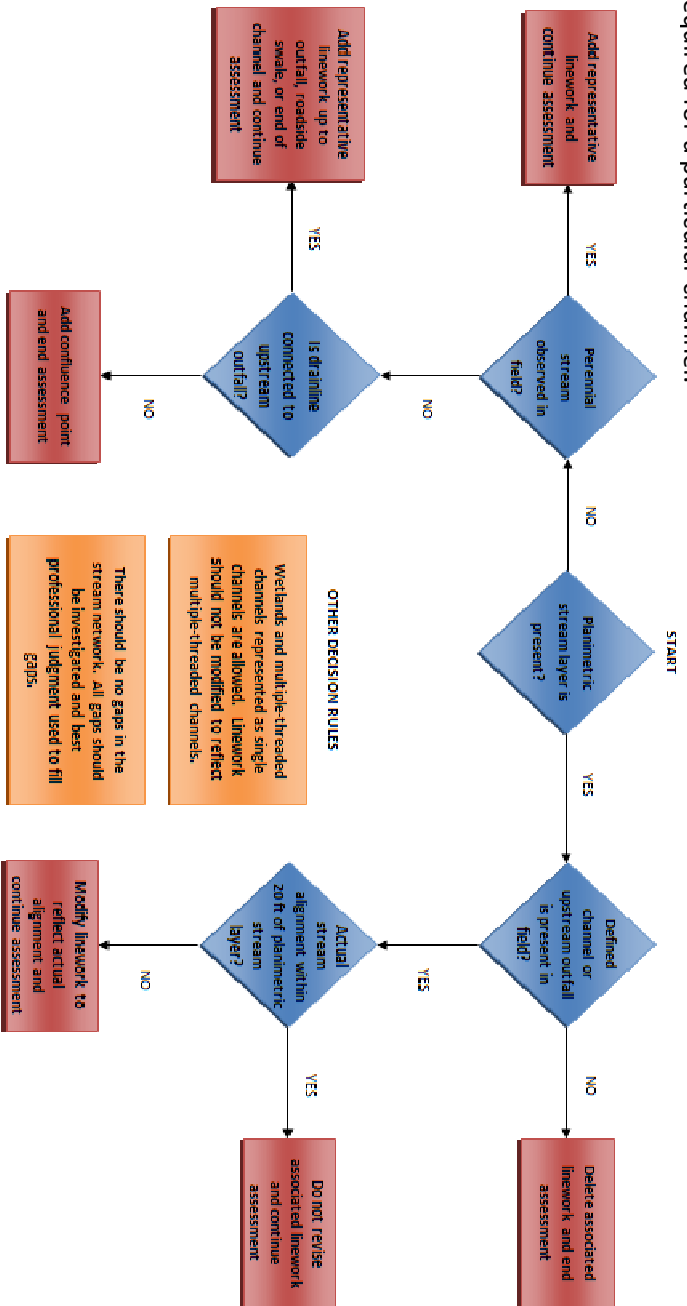 equired for a particular channel.
START
Planimetric
stream layer is
present?
NO
YES
Perennial
stream
observed in
field?
YES
NO
Add representative
linework and
continue assessment
Is drainline
connected to
upstream
outfall?
YES
NO
Add representative
linework up to
outfall, roadside
swale, or end of
channel and continue
assessment
Add confluence point
and end assessment
Defined
channel or
upstream outfall
is present in
field?
NO
YES
Delete associated
linework and end
assessment
Actual
stream
alignment within
20 ft of planimetric
stream
layer?
YES
NO
Do not revise
associated linework
and continue
assessment
Modify linework to
reflect actual
alignment and
continue assessment
OTHER DECISION RULES
Wetlands and multiple-threaded
channels represented as single
channels are allowed. Linework
should not be modified to reflect
multiple-threaded channels.
There should be no gaps in the
stream network. All gaps should
be investigated and best
professional judgment used to fill
gaps.